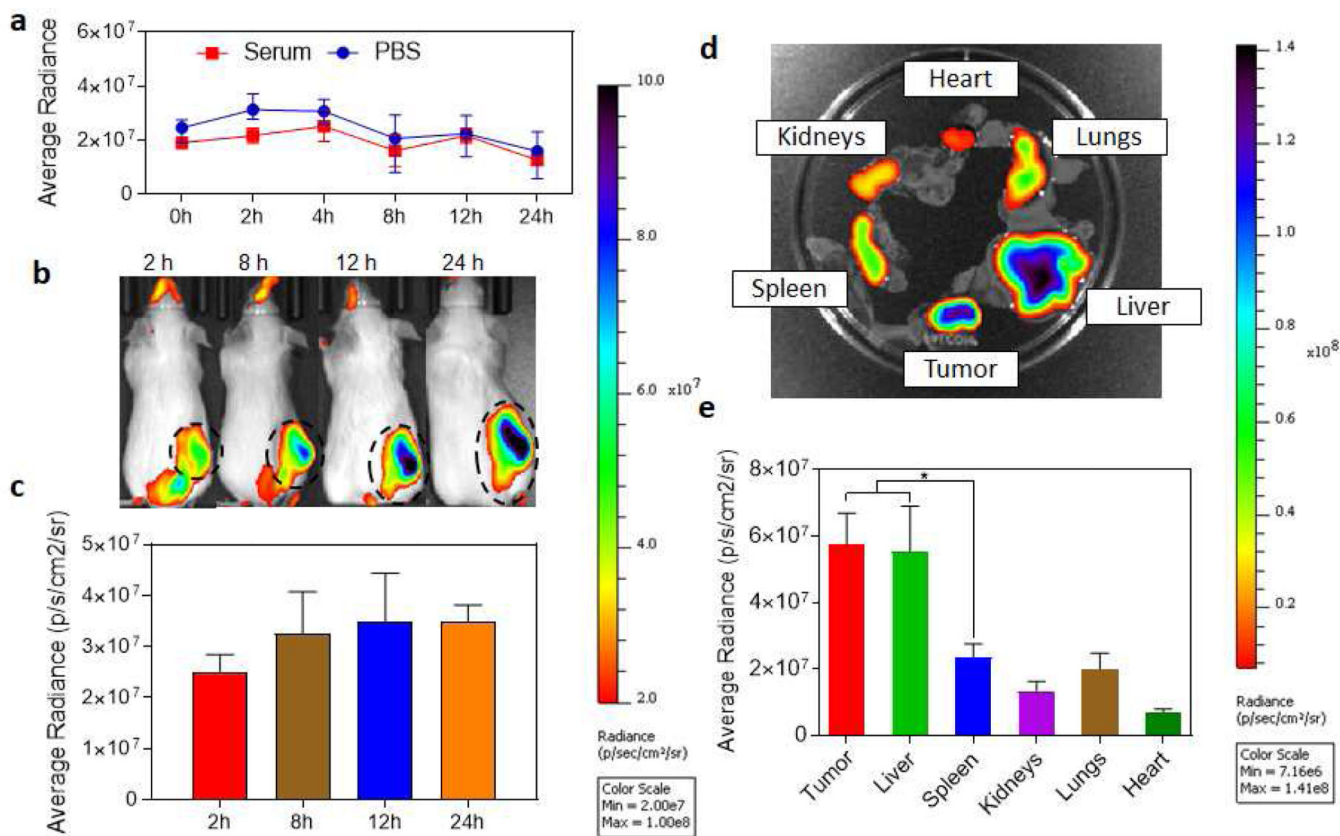 a
6×10⁷
4×10⁷
2×10⁷
0
Average Radiance
Serum
PBS
0h
2h
4h
8h
12h
24h
b
2 h
8 h
12 h
24 h
c
Average Radiance (p/s/cm2/sr)
5×10⁷
4×10⁷
3×10⁷
2×10⁷
1×10⁷
0
2h
8h
12h
24h
10.0
8.0
6.0
x10⁷
4.0
2.0
Radiance
(p/sec/cm²/sr)
Color Scale
Min = 2.00e7
Max = 1.00e8
d
Heart
Kidneys
Lungs
Spleen
Liver
Tumor
1.4
1.2
1.0
0.8
x10⁸
0.6
0.4
0.2
Radiance
(p/sec/cm²/sr)
Color Scale
Min = 7.16e6
Max = 1.41e8
e
Average Radiance (p/s/cm2/sr)
8×10⁷
6×10⁷
4×10⁷
2×10⁷
0
*
Tumor
Liver
Spleen
Kidneys
Lungs
Heart